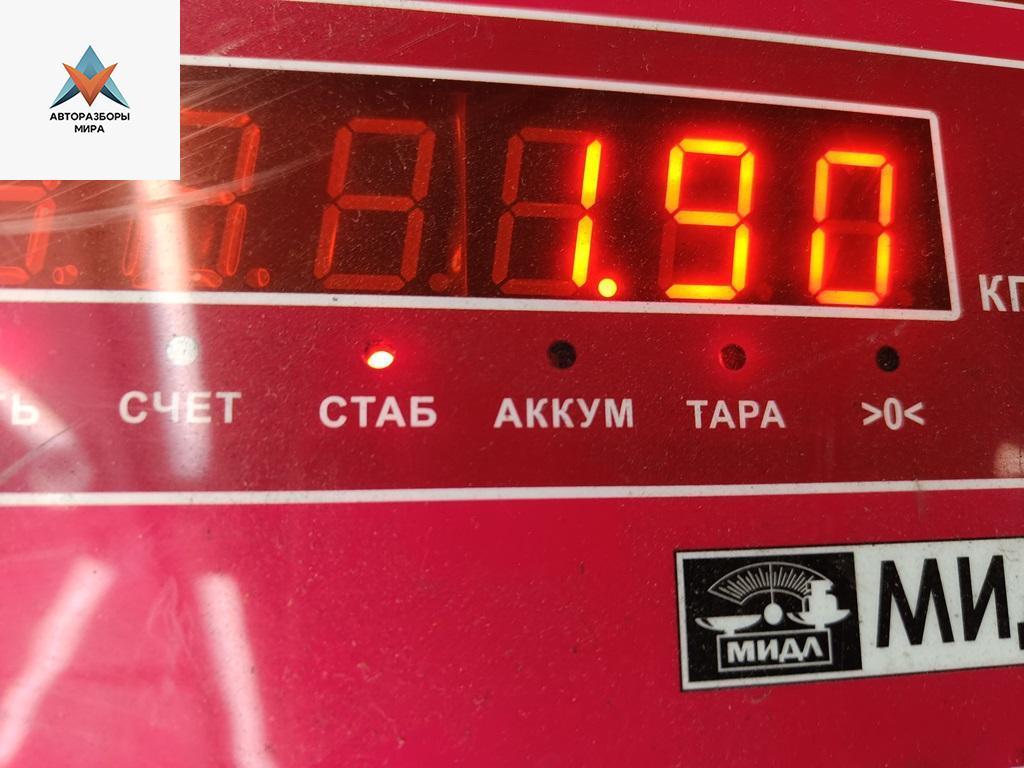 АВТОРАЗБОРЫ
МИРА
1.90
КГ
СЧЕТ СТАБ АККУМ ТАРА >0<
МИДЛ